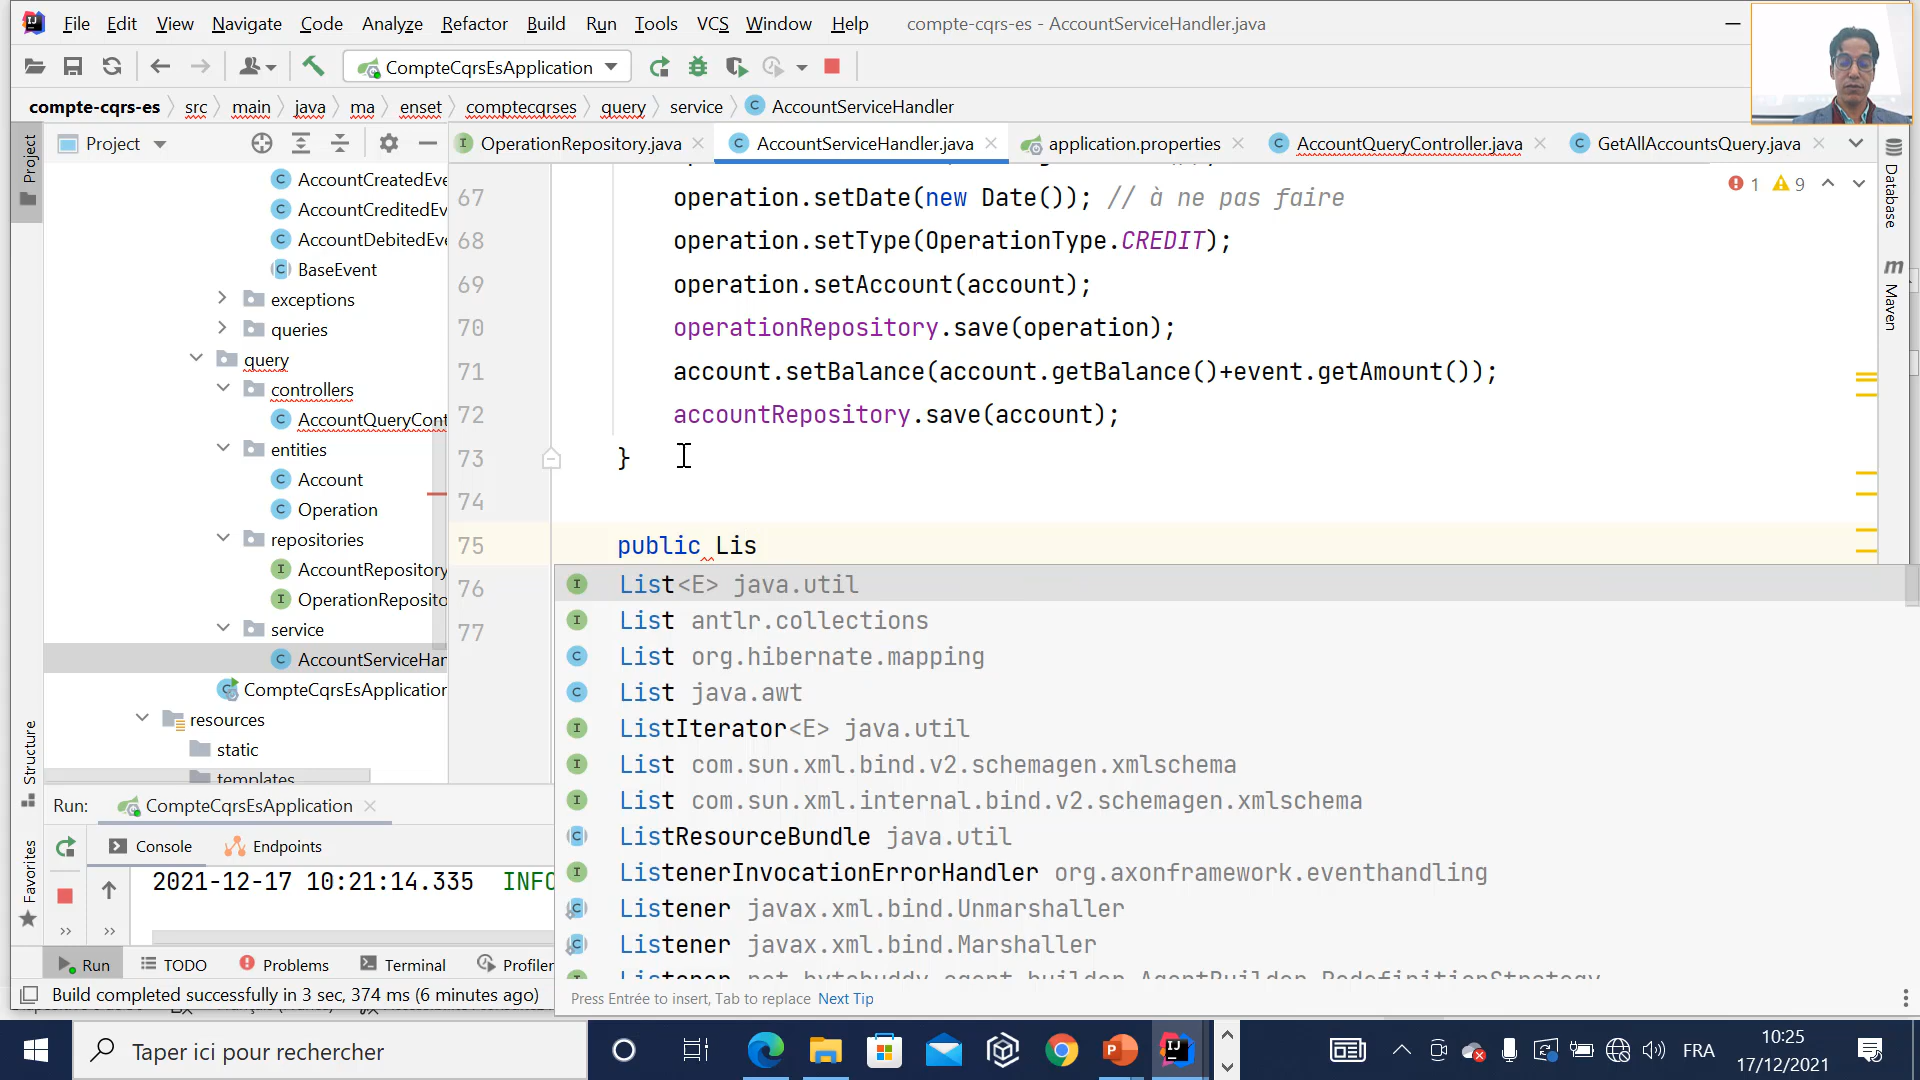 File Edit View Navigate Code Analyze Refactor Build Run Tools VCS Window Help compte-cqrs-es - AccountServiceHandler.java
CompteCqrsEsApplication
compte-cqrs-es src main java ma enset comptecqrses query service AccountServiceHandler
Project
OperationRepository.java
AccountServiceHandler.java
application.properties
AccountQueryController.java
GetAllAccountsQuery.java
Project
Structure
Favorites
Database
Maven
AccountCreatedEve
AccountCreditedEv
AccountDebitedEve
BaseEvent
exceptions
queries
query
controllers
AccountQueryCont
entities
Account
Operation
repositories
AccountRepository
OperationReposito
service
AccountServiceHar
CompteCqrsEsApplication
resources
static
templates
1 9
67 operation.setDate(new Date()); // à ne pas faire
68 operation.setType(OperationType.CREDIT);
69 operation.setAccount(account);
70 operationRepository.save(operation);
71 account.setBalance(account.getBalance()+event.getAmount());
72 accountRepository.save(account);
73 }
74
75 public Lis
76
77
List<E> java.util
List antlr.collections
List org.hibernate.mapping
List java.awt
ListIterator<E> java.util
List com.sun.xml.bind.v2.schemagen.xmlschema
List com.sun.xml.internal.bind.v2.schemagen.xmlschema
ListResourceBundle java.util
ListenerInvocationErrorHandler org.axonframework.eventhandling
Listener javax.xml.bind.Unmarshaller
Listener javax.xml.bind.Marshaller
Listener net.bytebuddy.agent.builder.AgentBuilder.RedefinitionStrategy
Press Entrée to insert, Tab to replace Next Tip
Run: CompteCqrsEsApplication
Console Endpoints
2021-12-17 10:21:14.335 INFO
Run TODO Problems Terminal Profiler
Build completed successfully in 3 sec, 374 ms (6 minutes ago)
Taper ici pour rechercher
FRA
10:25
17/12/2021